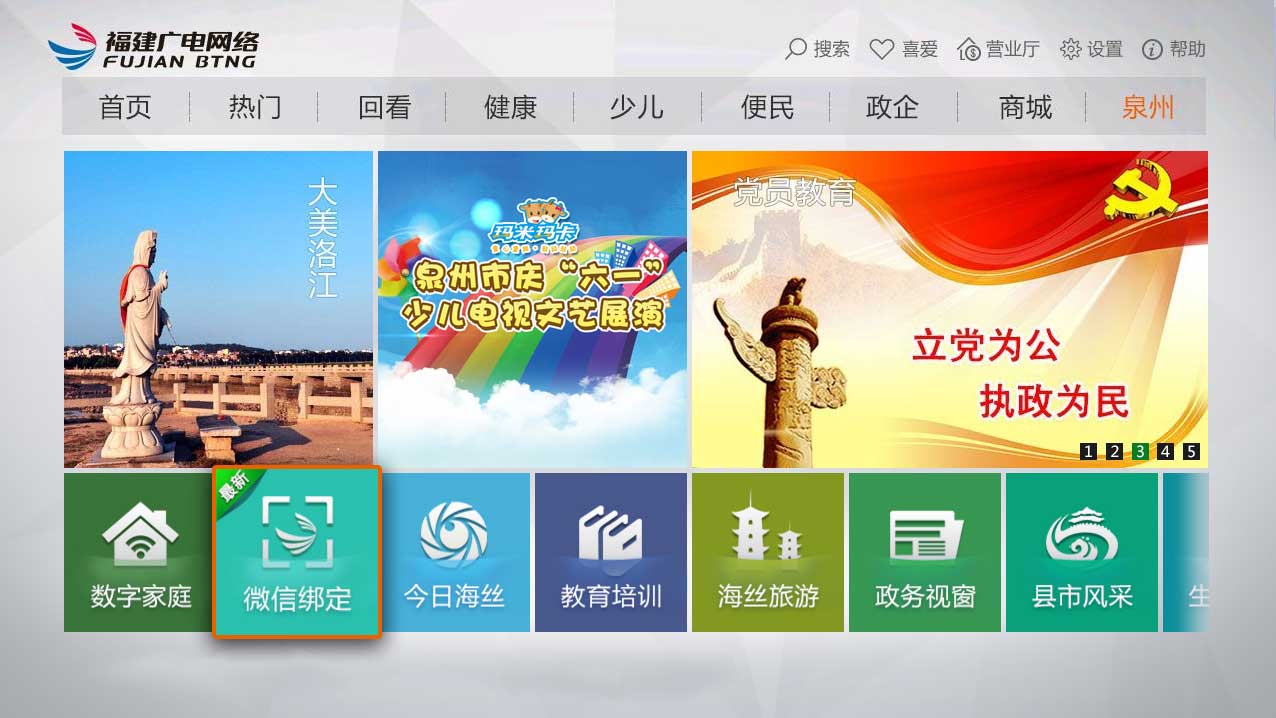 福建广电网络
FUJIAN BTNG
搜索 喜爱 营业厅 设置 帮助
首页 热门 回看 健康 少儿 便民 政企 商城 泉州
大美洛江
玛米玛卡
泉州市庆“六一”
少儿电视文艺展演
党员教育
立党为公
执政为民
1 2 3 4 5
最新
数字家庭 微信绑定 今日海丝 教育培训 海丝旅游 政务视窗 县市风采 生